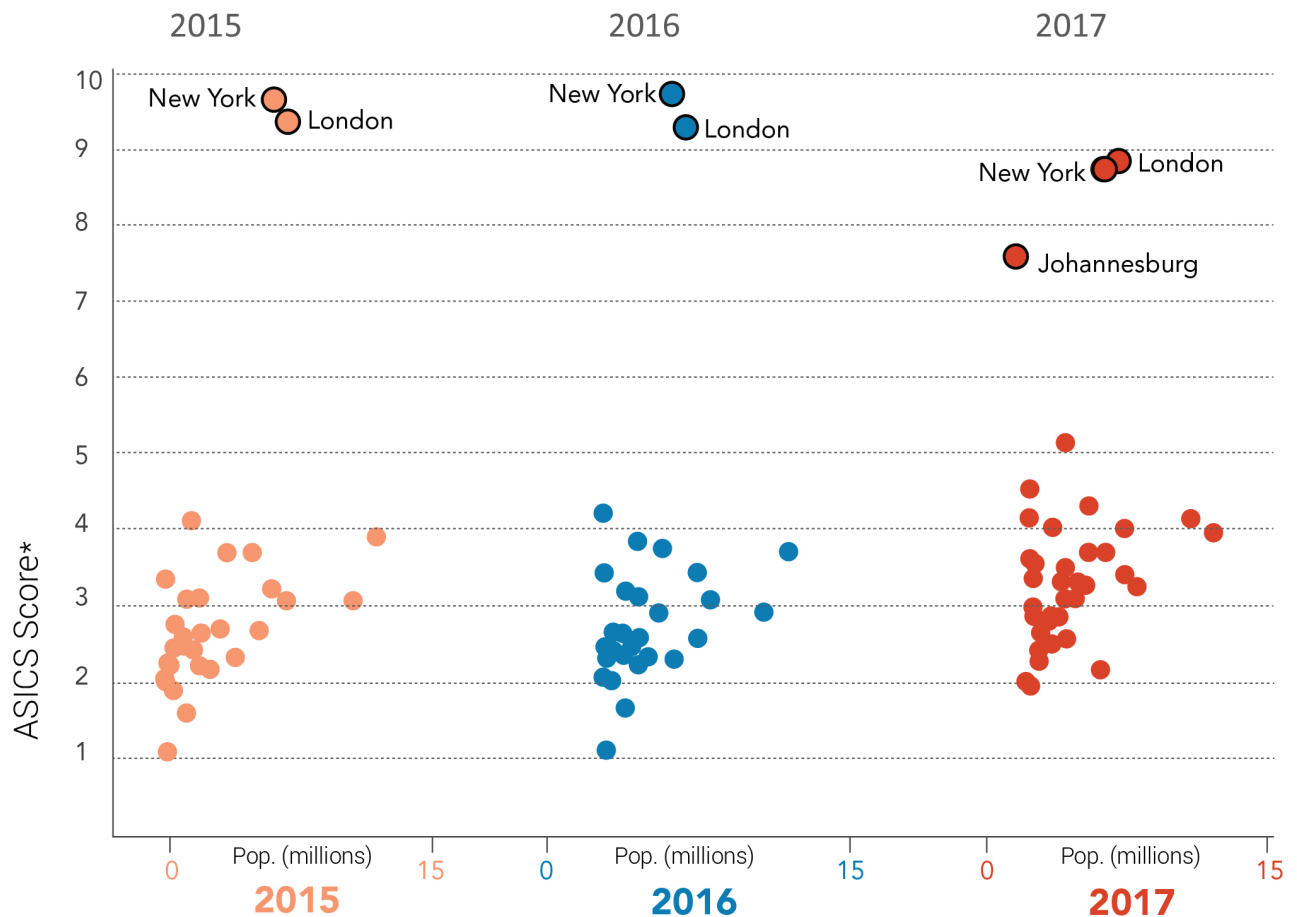 2015 2016 2017
10
New York
London
New York
London
9
New York
London
8
Johannesburg
7
6
5
4
3
2
1
ASICS Score*
Pop. (millions) Pop. (millions) Pop. (millions)
0 15 0 15 0 15
2015 2016 2017